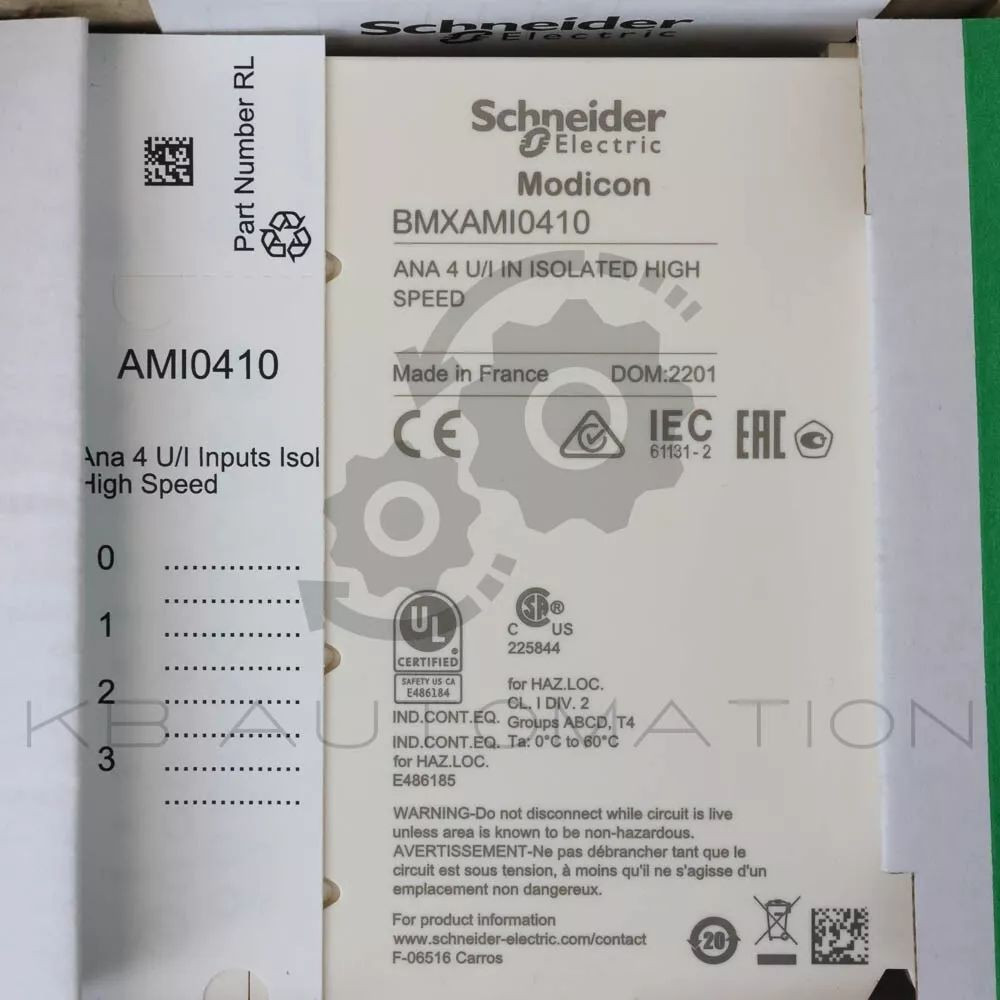 Schneider
Electric
Part Number RL
AMI0410
Ana 4 U/I Inputs Isol
High Speed
0
1
2
3
Schneider
Electric
Modicon
BMXAMI0410
ANA 4 U/I IN ISOLATED HIGH
SPEED
Made in France DOM:2201
CE
IEC
61131-2
EAC
UL
CERTIFIED
SAFETY US CA
E486184
SA ®
C US
225844
for HAZ.LOC.
CL. I DIV. 2
Groups ABCD, T4
Ta: 0°C to 60°C
IND.CONT.EQ.
IND.CONT.EQ.
for HAZ.LOC.
E486185
KB AUTOMATION
WARNING-Do not disconnect while circuit is live
unless area is known to be non-hazardous.
AVERTISSEMENT-Ne pas débrancher tant que le
circuit est sous tension, à moins qu'il ne s'agisse d'un
emplacement non dangereux.
For product information
www.schneider-electric.com/contact
F-06516 Carros
20